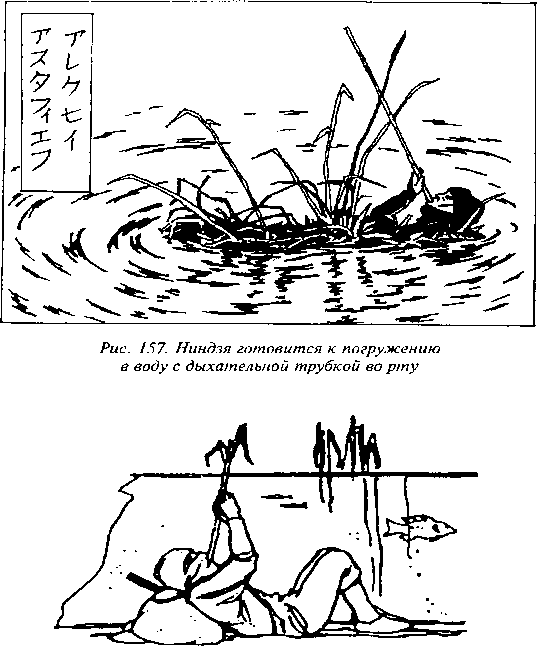 アレクセイ
アスタフィエフ
Рис. 157. Ниндзя готовится к погружению
в воду с дыхательной трубкой во рту